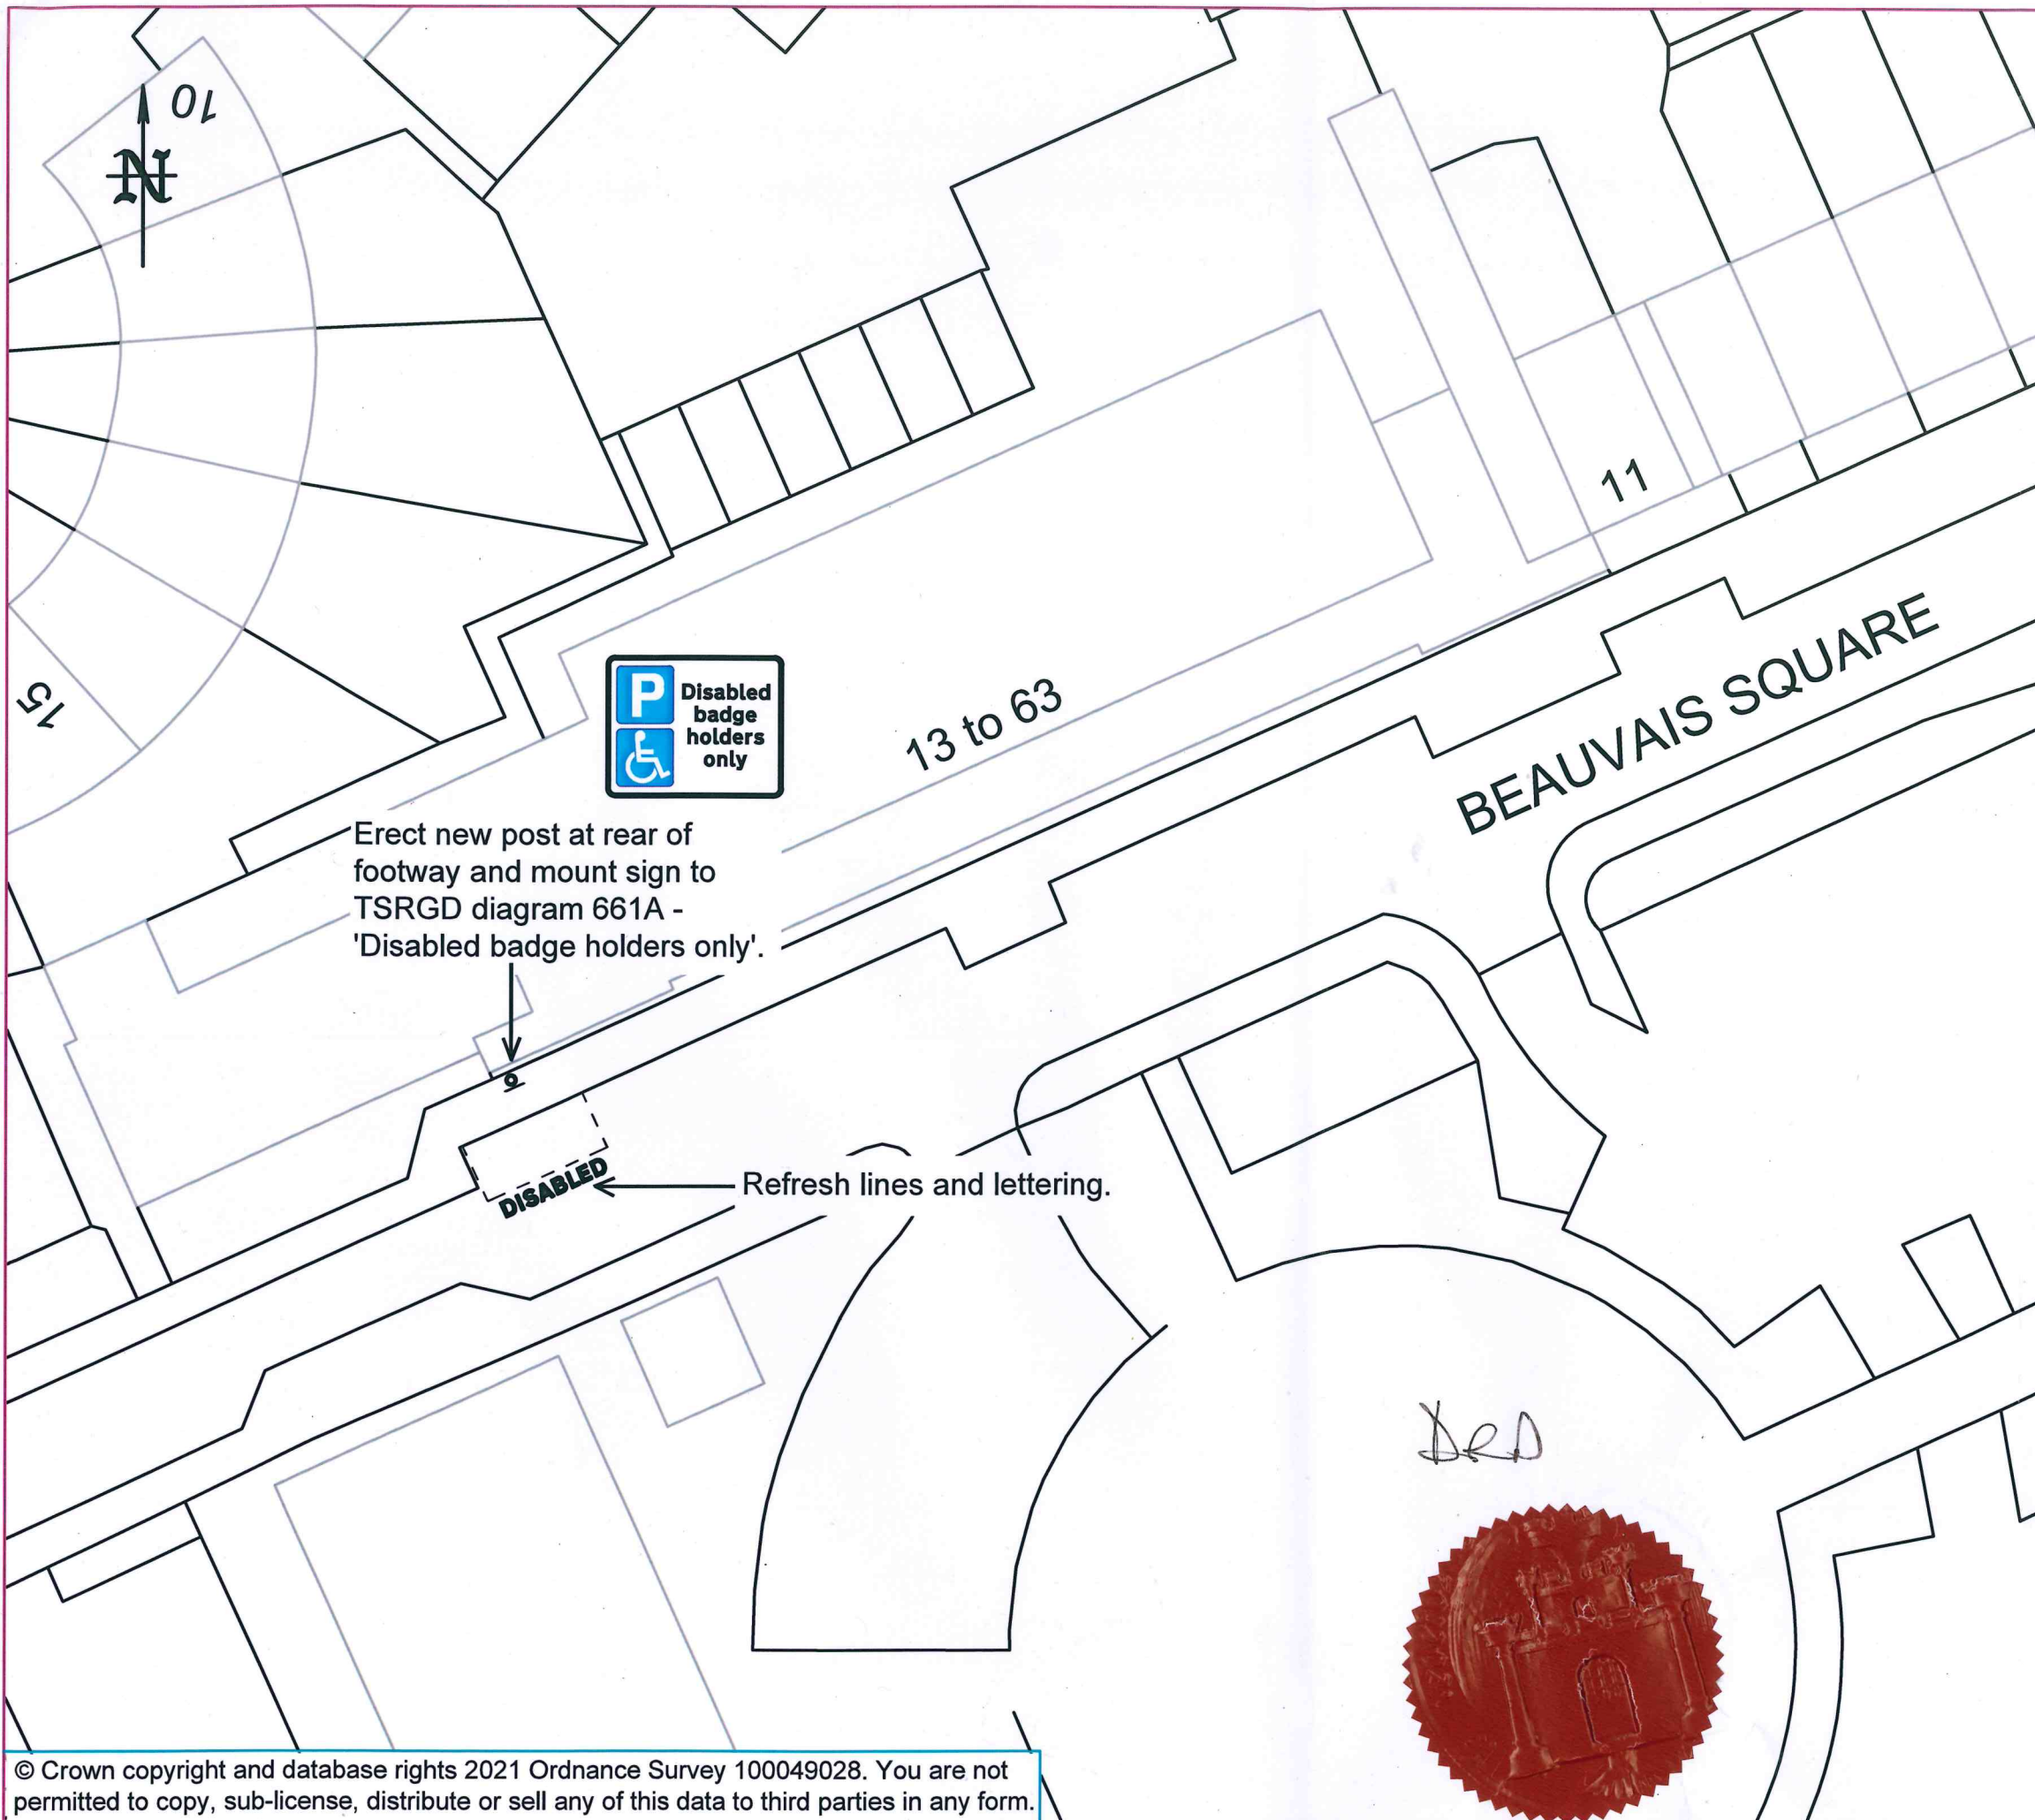 10
N
11
15
P
Disabled
badge
holders
only
13 to 63
BEAUVAIS SQUARE
Erect new post at rear of
footway and mount sign to
TSRGD diagram 661A -
'Disabled badge holders only'.
DISABLED
Refresh lines and lettering.
© Crown copyright and database rights 2021 Ordnance Survey 100049028. You are not
permitted to copy, sub-license, distribute or sell any of this data to third parties in any form.